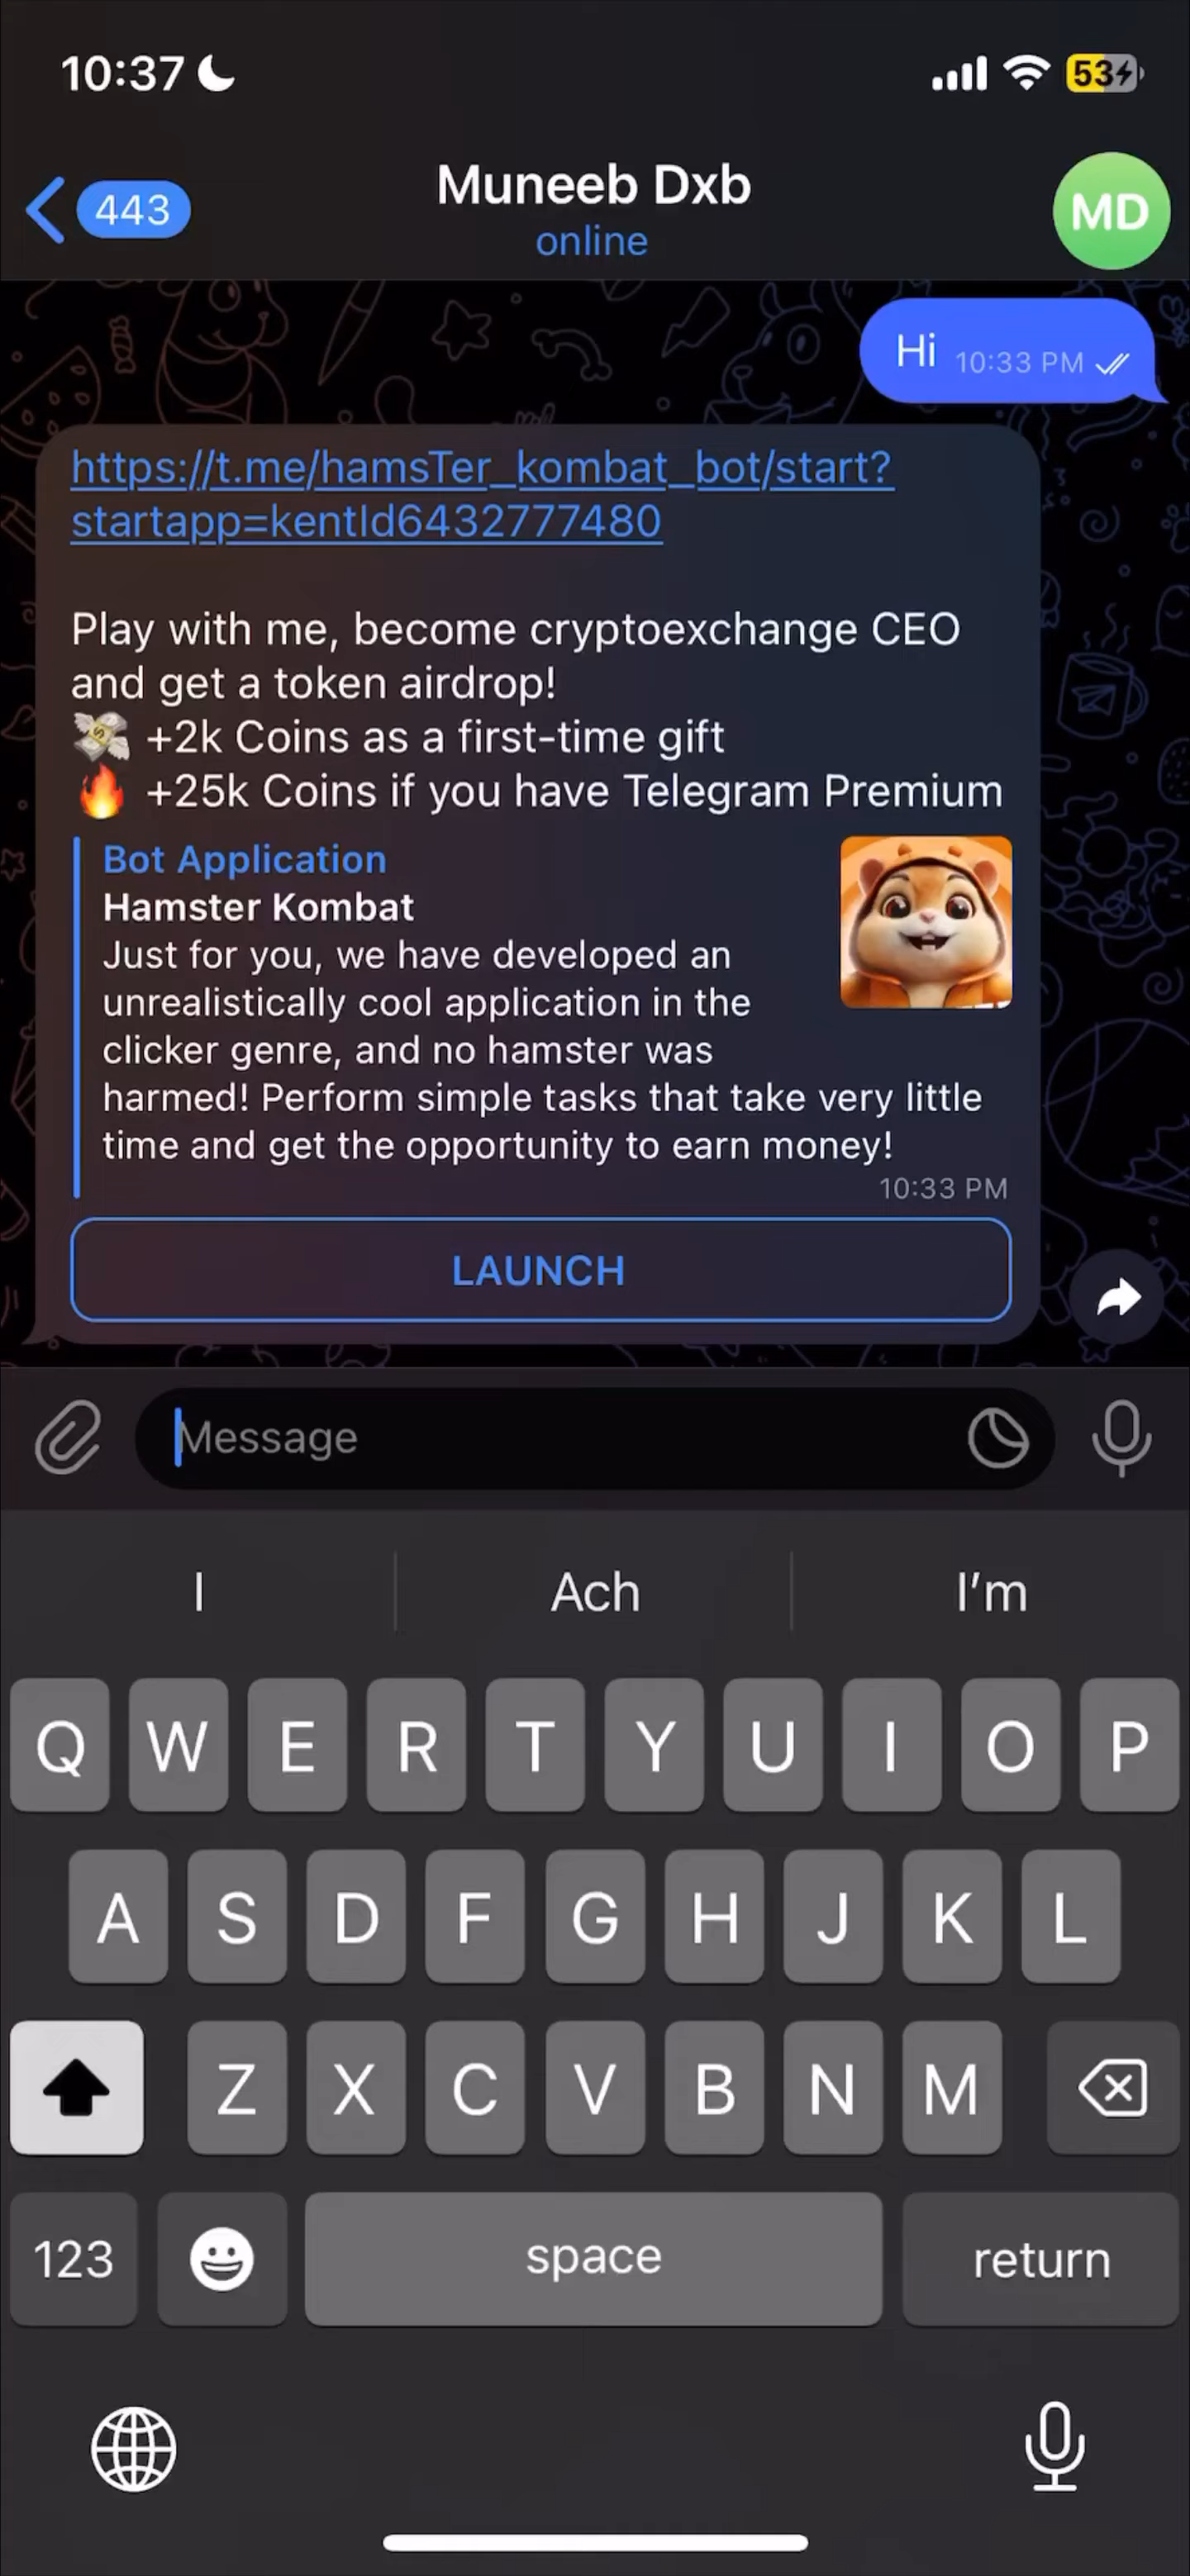 10:37
53
443
Muneeb Dxb
online
MD
Hi 10:33 PM
https://t.me/hamsTer_kombat_bot/start?
startapp=kentId6432777480
Play with me, become cryptoexchange CEO
and get a token airdrop!
💸 +2k Coins as a first-time gift
🔥 +25k Coins if you have Telegram Premium
Bot Application
Hamster Kombat
Just for you, we have developed an
unrealistically cool application in the
clicker genre, and no hamster was
harmed! Perform simple tasks that take very little
time and get the opportunity to earn money!
10:33 PM
LAUNCH
Message
I Ach I’m
Q W E R T Y U I O P
A S D F G H J K L
Z X C V B N M
123 space return